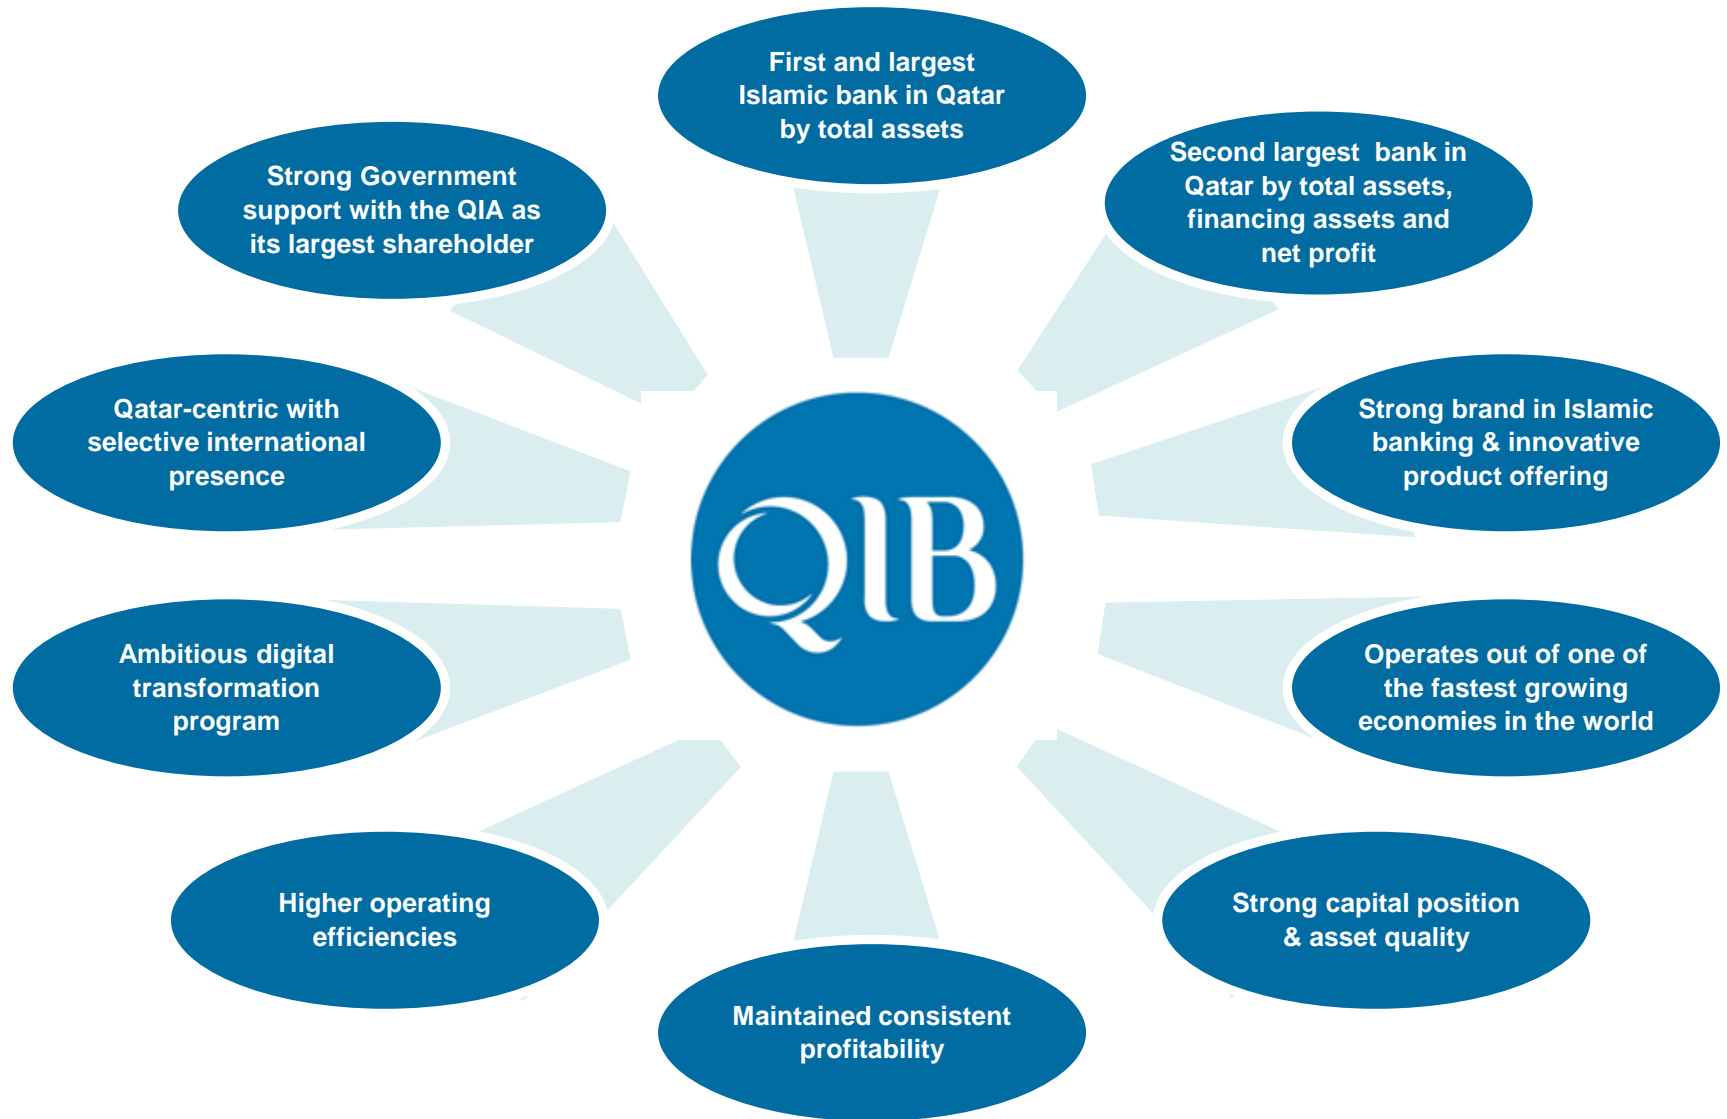 First and largest
Islamic bank in Qatar
by total assets
Second largest bank in
Qatar by total assets,
financing assets and
net profit
Strong brand in Islamic
banking & innovative
product offering
Operates out of one of
the fastest growing
economies in the world
Strong capital position
& asset quality
Maintained consistent
profitability
Higher operating
efficiencies
Ambitious digital
transformation
program
Qatar-centric with
selective international
presence
Strong Government
support with the QIA as
its largest shareholder
QIB